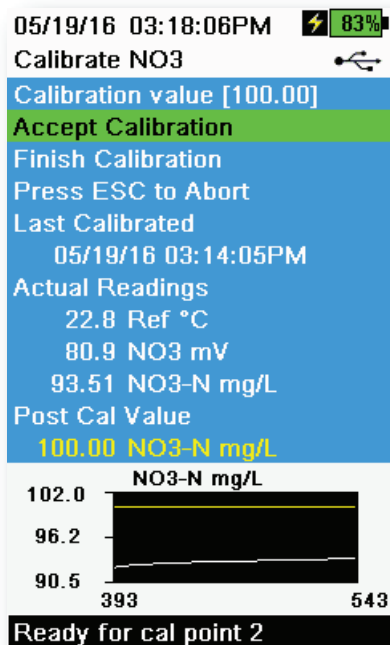 05/19/16 03:18:06PM 83%
Calibrate NO3
Calibration value [100.00]
Accept Calibration
Finish Calibration
Press ESC to Abort
Last Calibrated
05/19/16 03:14:05PM
Actual Readings
22.8 Ref °C
80.9 NO3 mV
93.51 NO3-N mg/L
Post Cal Value
100.00 NO3-N mg/L
NO3-N mg/L
102.0
96.2
90.5
393 543
Ready for cal point 2